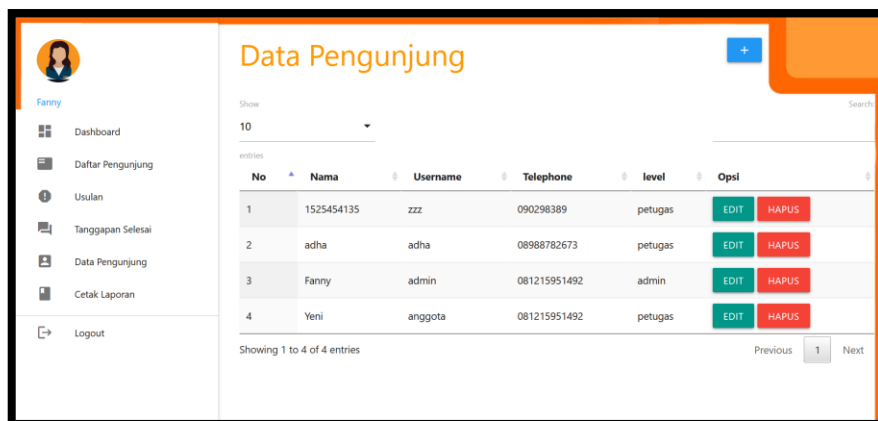 Fanny
Dashboard
Daftar Pengunjung
Usulan
Tanggapan Selesai
Data Pengunjung
Cetak Laporan
Logout
Data Pengunjung +
Show Search:
10
entries
No Nama Username Telephone level Opsi
1 1525454135 zzz 090298389 petugas EDIT HAPUS
2 adha adha 08988782673 petugas EDIT HAPUS
3 Fanny admin 081215951492 admin EDIT HAPUS
4 Yeni anggota 081215951492 petugas EDIT HAPUS
Showing 1 to 4 of 4 entries Previous 1 Next